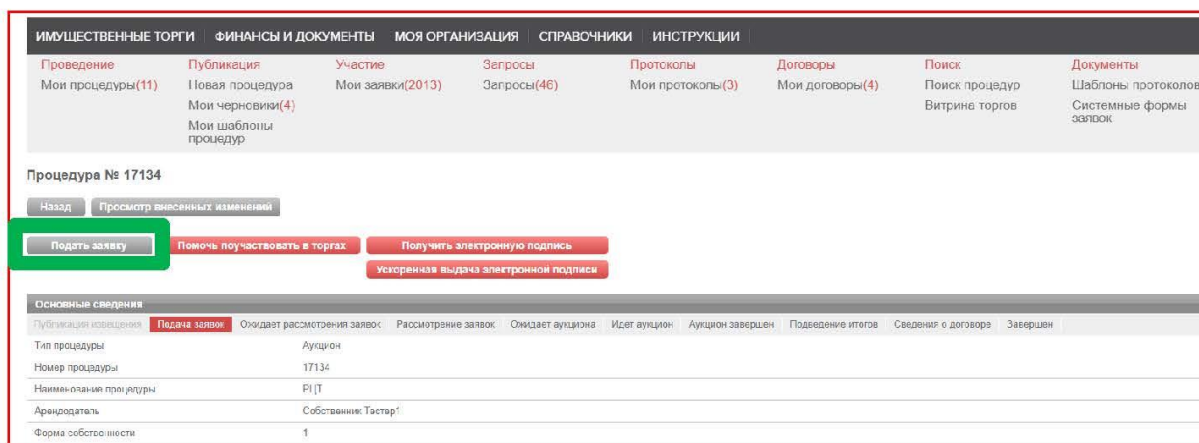 ИМУЩЕСТВЕННЫЕ ТОРГИ ФИНАНСЫ И ДОКУМЕНТЫ МОЯ ОРГАНИЗАЦИЯ СПРАВОЧНИКИ ИНСТРУКЦИИ
Проведение Публикация Участие Запросы Протоколы Договоры Поиск Документы
Мои процедуры(11) Новая процедура Мои заявки(2013) Запросы(46) Мои протоколы(3) Мои договоры(4) Поиск процедур Шаблоны протоколов
Мои черновики(4) Витрина торгов Системные формы
заявок
Мои шаблоны
процедур
Процедура № 17134
Назад Просмотр внесенных изменений
Подать заявку Помочь поучаствовать в торгах Получить электронную подпись
Ускоренная выдача электронной подписи
Основные сведения
Публикация извещения Подача заявок Ожидает рассмотрения заявок Рассмотрение заявок Ожидает аукциона Идет аукцион Аукцион завершен Подведение итогов Сведения о договоре Завершен
Тип процедуры Аукцион
Номер процедуры 17134
Наименование процедуры
Арендодатель Собственник Тестер1
Форма собственности 1